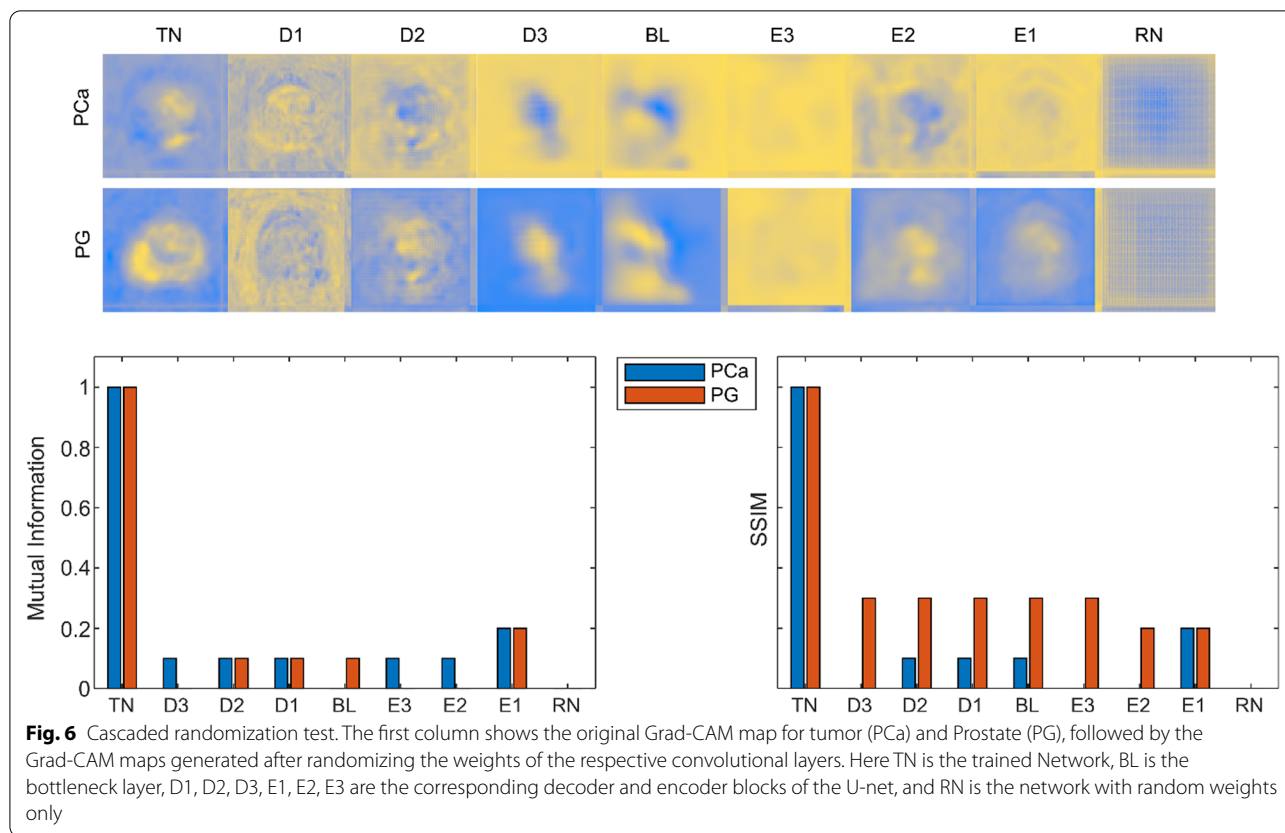 TN D1 D2 D3 BL E3 E2 E1 RN
PCa
PG
Mutual Information
1
0.8
0.6
0.4
0.2
0
TN D3 D2 D1 BL E3 E2 E1 RN
PCa
PG
SSIM
TN D3 D2 D1 BL E3 E2 E1 RN
Fig. 6 Cascaded randomization test. The first column shows the original Grad-CAM map for tumor (PCa) and Prostate (PG), followed by the
Grad-CAM maps generated after randomizing the weights of the respective convolutional layers. Here TN is the trained Network, BL is the
bottleneck layer, D1, D2, D3, E1, E2, E3 are the corresponding decoder and encoder blocks of the U-net, and RN is the network with random weights
only